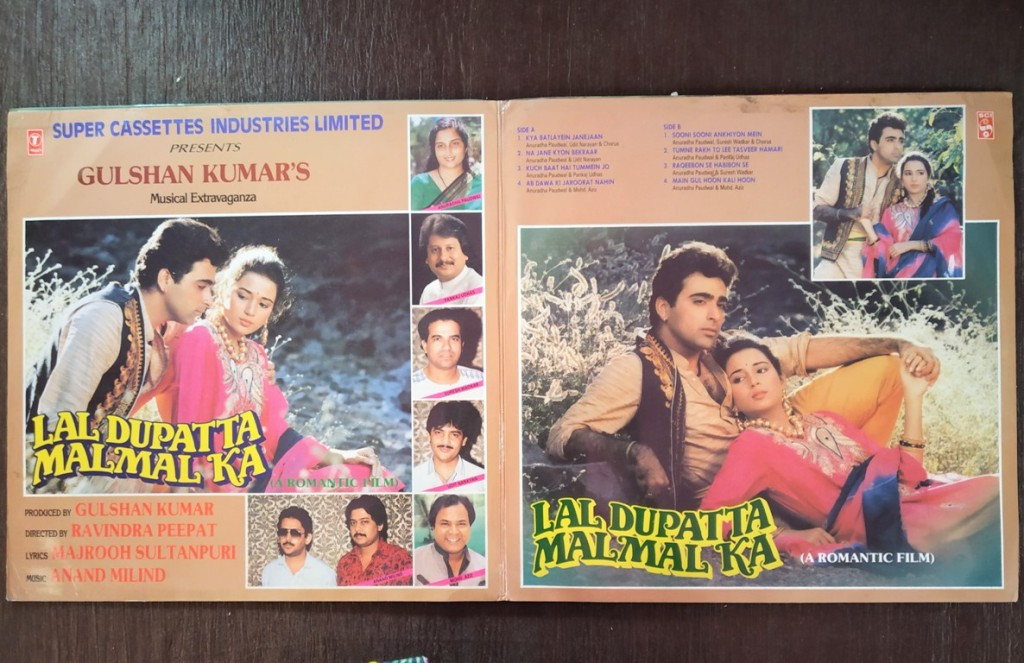 SUPER CASSETTES INDUSTRIES LIMITED
PRESENTS
GULSHAN KUMAR'S
Musical Extravaganza
LAL DUPATTA
MALMAL KA
(A ROMANTIC FILM)
PRODUCED BY GULSHAN KUMAR
DIRECTED BY RAVINDRA PEEPAT
LYRICS MAJROOH SULTANPURI
MUSIC ANAND MILIND
SIDE A
1. KYA RATLAYBIN JANEJAAN
Anuradha Paudwal, Udit Narayan & Chorus
2. NA JANE KYON BEKRAAR
Anuradha Paudwal & Udit Narayan
3. KUCH BAAT HAI TUMMEIN JO
Anuradha Paudwal & Pankaj Udhas
4. AB DAWA KI JAROORAT NAHIN
Anuradha Paudwal & Mohd. Aziz
SIDE B
1. SOONI SOONI ANKHIYON MEIN
Anuradha Paudwal, Suresh Wadkar & Chorus
2. TUMNE RAKH TO LEE TASVEER HAMARI
Anuradha Paudwal & Pankaj Udhas
3. RAQEEBON SE HABIBON SE
Anuradha Paudwal & Suresh Wadkar
4. MAIN GUL HOON KALI HOON
Anuradha Paudwal & Mohd. Aziz
SCI
LAL DUPATTA
MALMAL KA
(A ROMANTIC FILM)